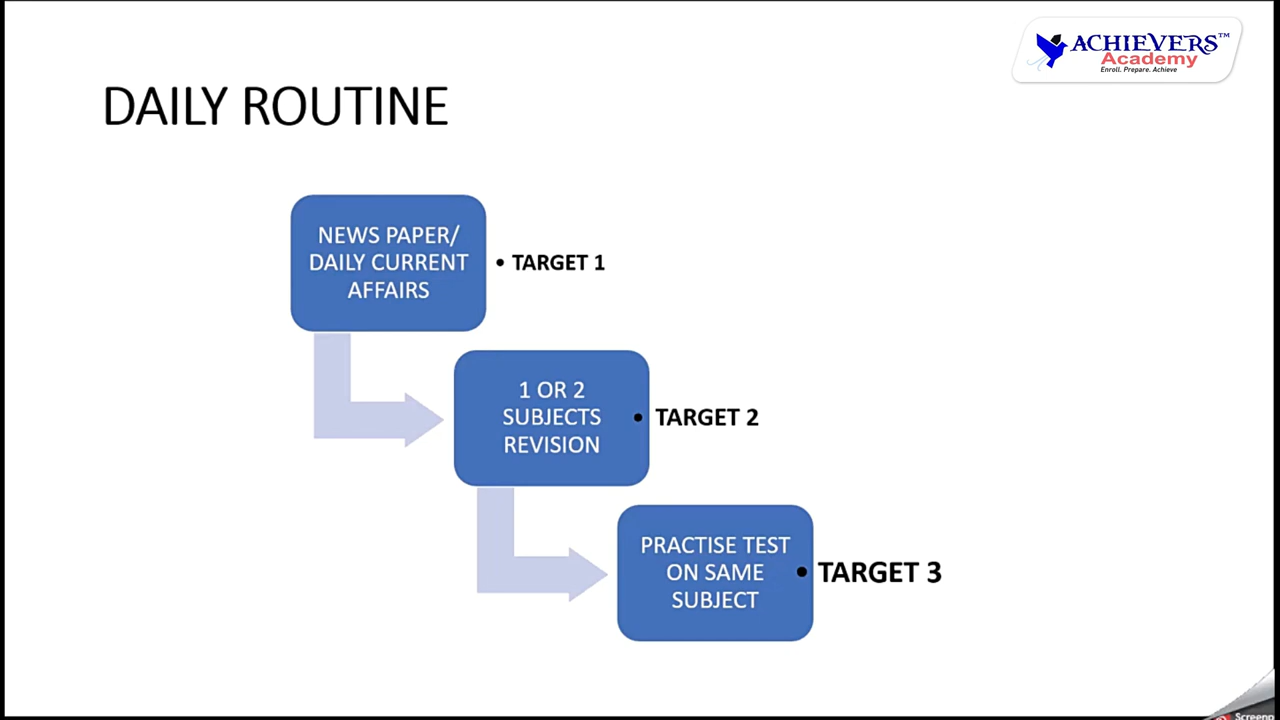 ACHIEVERS™
Academy
Enroll. Prepare. Achieve
DAILY ROUTINE
NEWS PAPER/
DAILY CURRENT
AFFAIRS
• TARGET 1
1 OR 2
SUBJECTS
REVISION
• TARGET 2
PRACTISE TEST
ON SAME
SUBJECT
• TARGET 3